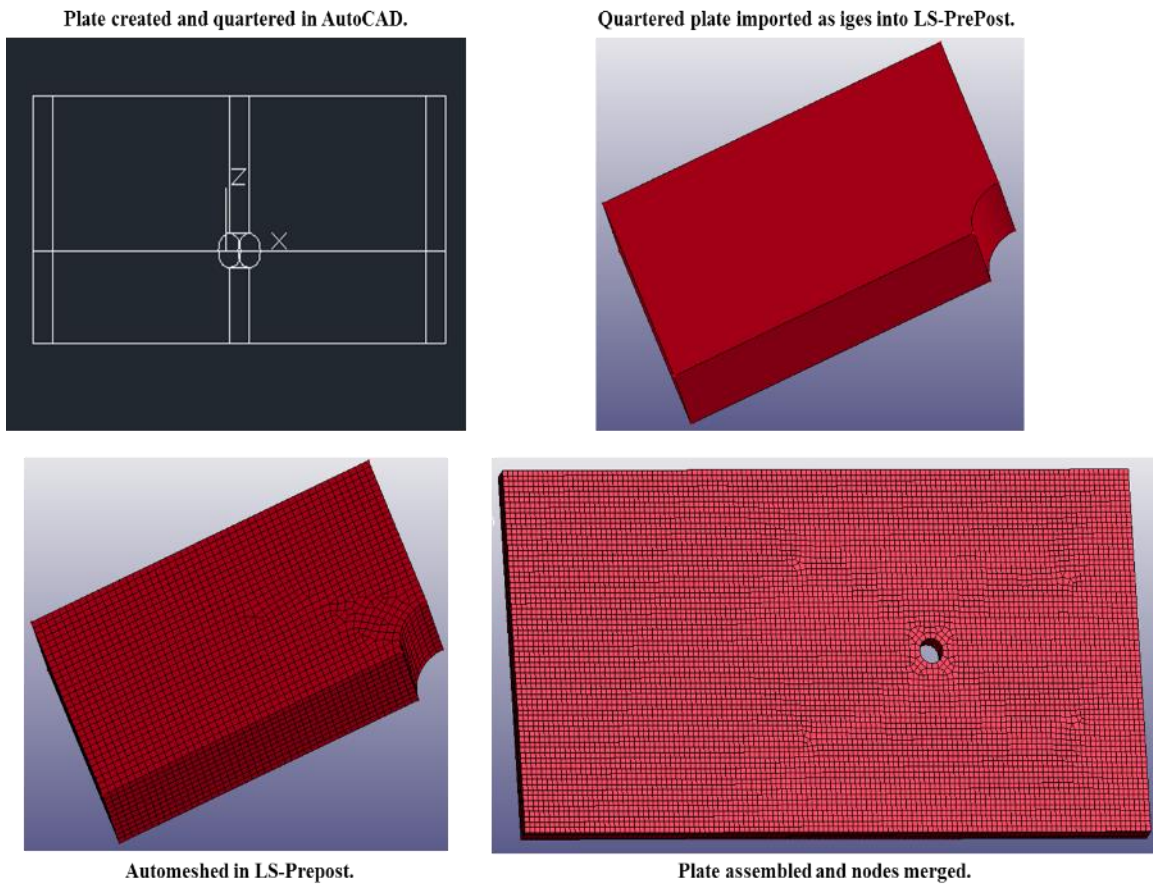 Plate created and quartered in AutoCAD.
Quartered plate imported as iges into LS-PrePost.
Z
X
Automeshed in LS-Prepost.
Plate assembled and nodes merged.